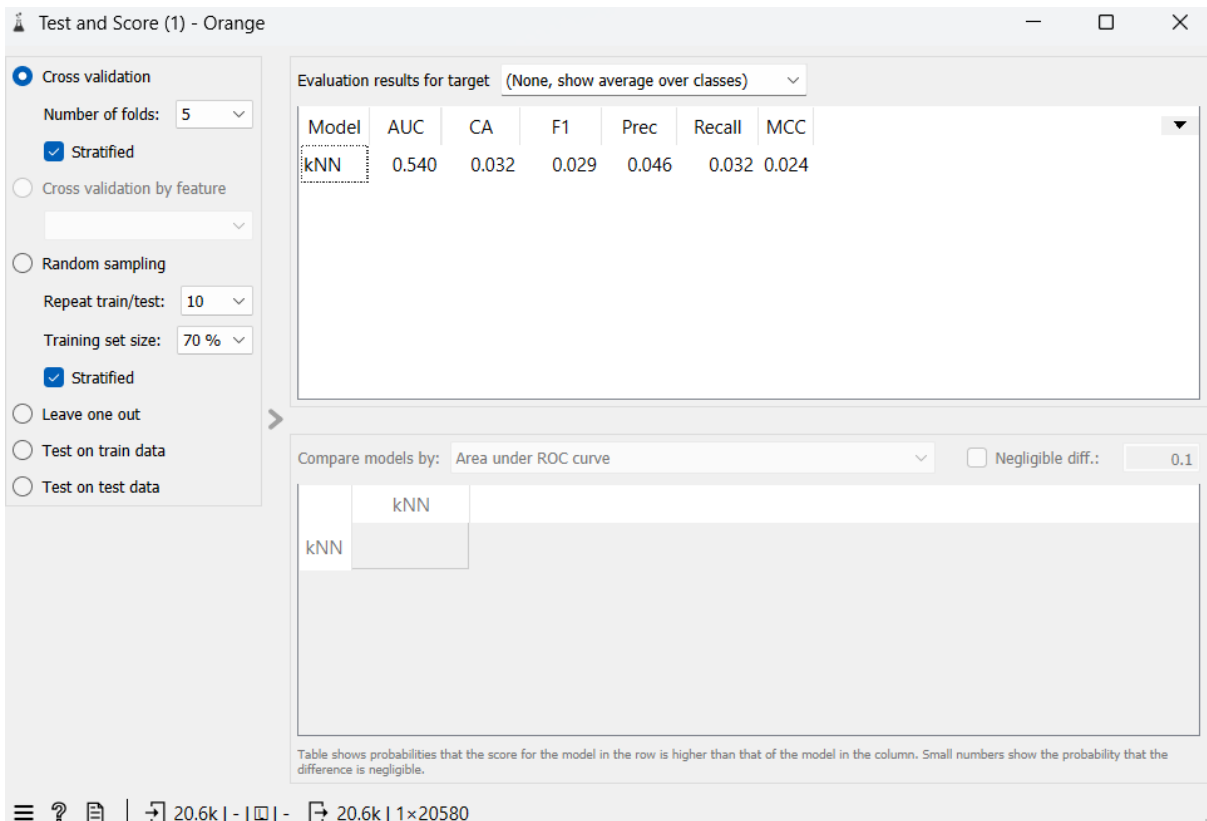 Test and Score (1) - Orange
Cross validation
Number of folds: 5
Stratified
Cross validation by feature
Random sampling
Repeat train/test: 10
Training set size: 70 %
Stratified
Leave one out
Test on train data
Test on test data
Evaluation results for target (None, show average over classes)
Model AUC CA F1 Prec Recall MCC
kNN 0.540 0.032 0.029 0.046 0.032 0.024
Compare models by: Area under ROC curve Negligible diff.: 0.1
kNN
kNN
Table shows probabilities that the score for the model in the row is higher than that of the model in the column. Small numbers show the probability that the
difference is negligible.
20.6k | - | - 20.6k | 1×20580